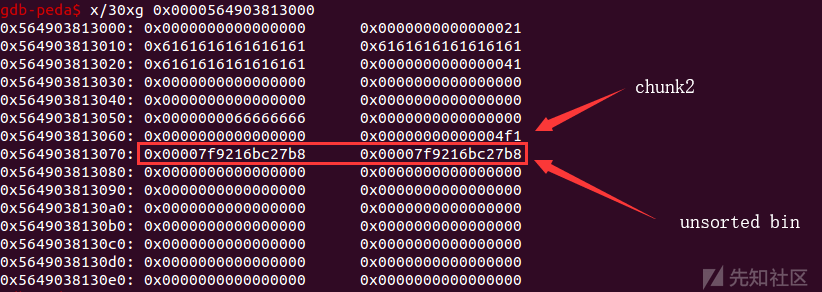 gdb-peda$ x/30xg 0x0000564903813000
0x564903813000: 0x0000000000000000 0x0000000000000021
0x564903813010: 0x6161616161616161 0x6161616161616161
0x564903813020: 0x6161616161616161 0x0000000000000041
0x564903813030: 0x0000000000000000 0x0000000000000000
0x564903813040: 0x0000000000000000 0x0000000000000000
0x564903813050: 0x0000000066666666 0x0000000000000000
0x564903813060: 0x0000000000000000 0x00000000000004f1
0x564903813070: 0x00007f9216bc27b8 0x00007f9216bc27b8
0x564903813080: 0x0000000000000000 0x0000000000000000
0x564903813090: 0x0000000000000000 0x0000000000000000
0x5649038130a0: 0x0000000000000000 0x0000000000000000
0x5649038130b0: 0x0000000000000000 0x0000000000000000
0x5649038130c0: 0x0000000000000000 0x0000000000000000
0x5649038130d0: 0x0000000000000000 0x0000000000000000
0x5649038130e0: 0x0000000000000000 0x0000000000000000
chunk2
unsorted bin
先知社区